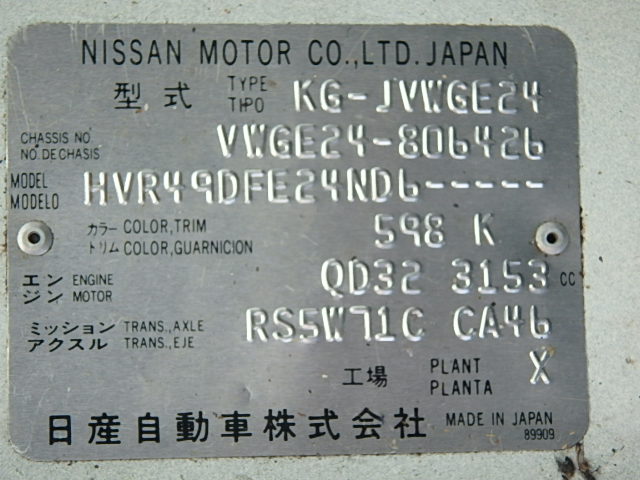 NISSAN MOTOR CO.,LTD. JAPAN
型式 TYPE TIPO KG-JVWGE24
CHASSIS NO NO.DE CHASIS VWGE24-806426
MODEL MODELO HVR49DFE24ND6-----
カラー COLOR,TRIM 598 K
トリム COLOR,GUARNICION
エンジン ENGINE MOTOR QD32 3153 CC
ミッション TRANS.,AXLE RS5W71C CA46
アクスル TRANS.,EJE
工場 PLANT PLANTA X
日産自動車株式会社 MADE IN JAPAN
89909